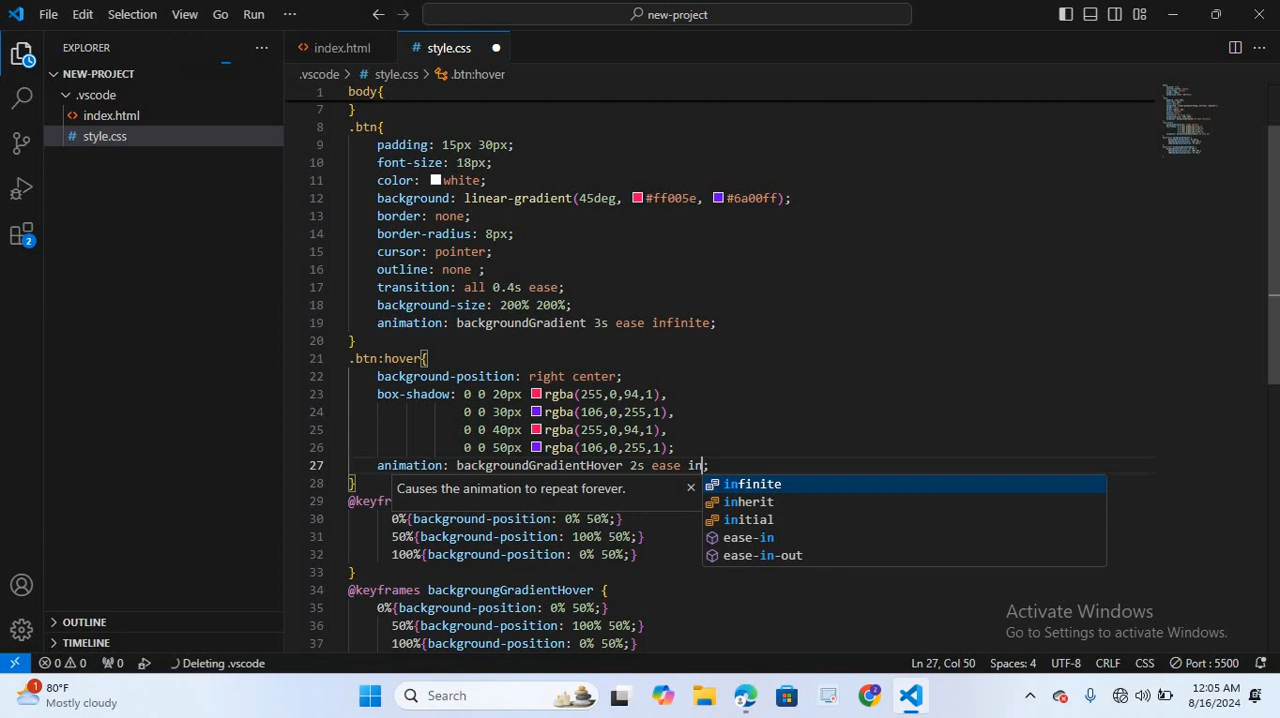 File Edit Selection View Go Run ··· new-project
EXPLORER ···
NEW-PROJECT
.vscode
index.html
style.css
index.html style.css
.vscode > # style.css > .btn:hover
1 body{
7 }
8 .btn{
9 padding: 15px 30px;
10 font-size: 18px;
11 color: white;
12 background: linear-gradient(45deg, #ff005e, #6a00ff);
13 border: none;
14 border-radius: 8px;
15 cursor: pointer;
16 outline: none ;
17 transition: all 0.4s ease;
18 background-size: 200% 200%;
19 animation: backgroundGradient 3s ease infinite;
20 }
21 .btn:hover{
22 background-position: right center;
23 box-shadow: 0 0 20px rgba(255,0,94,1),
24 0 0 30px rgba(106,0,255,1),
25 0 0 40px rgba(255,0,94,1),
26 0 0 50px rgba(106,0,255,1);
27 animation: backgroundGradientHover 2s ease in;
28 }
Causes the animation to repeat forever. ×
infinite
inherit
initial
ease-in
ease-in-out
29 @keyfr
30 0%{background-position: 0% 50%;}
31 50%{background-position: 100% 50%;}
32 100%{background-position: 0% 50%;}
33 }
34 @keyframes backgroungGradientHover {
35 0%{background-position: 0% 50%;}
36 50%{background-position: 100% 50%;}
37 100%{background-position: 0% 50%;}
2
OUTLINE
TIMELINE
Activate Windows
Go to Settings to activate Windows.
0 0 0 Deleting .vscode Ln 27, Col 50 Spaces: 4 UTF-8 CRLF CSS Port : 5500
1 80°F
Mostly cloudy
Search
12:05 AM
8/16/2024